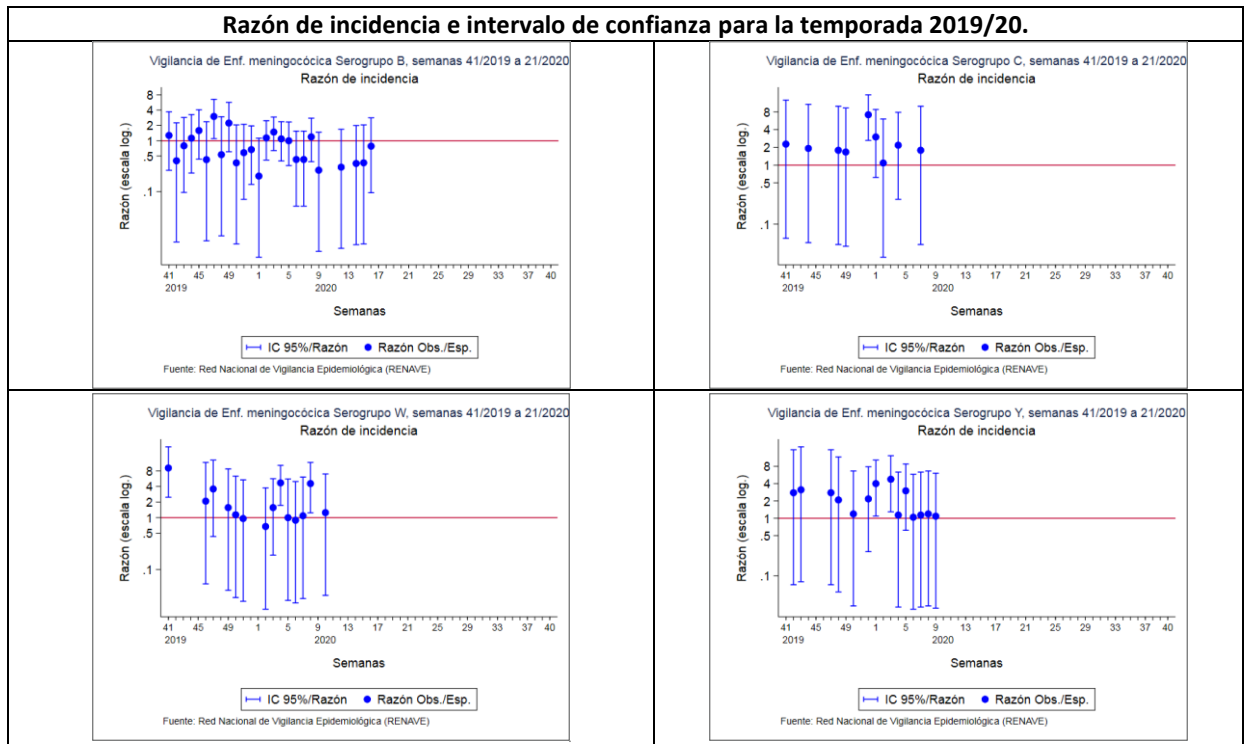 Razón de incidencia e intervalo de confianza para la temporada 2019/20.
Vigilancia de Enf. meningocócica Serogrupo B, semanas 41/2019 a 21/2020
Razón de incidencia
Razón (escala log.)
8
4
2
1
.5
.1
41 45 49 1 5 9 13 17 21 25 29 33 37 40
2019 2020
Semanas
IC 95%/Razón Razón Obs./Esp.
Fuente: Red Nacional de Vigilancia Epidemiológica (RENAVE)
Vigilancia de Enf. meningocócica Serogrupo C, semanas 41/2019 a 21/2020
Razón de incidencia
Razón (escala log.)
8
4
2
1
.5
.1
41 45 49 1 5 9 13 17 21 25 29 33 37 40
2019 2020
Semanas
IC 95%/Razón Razón Obs./Esp.
Fuente: Red Nacional de Vigilancia Epidemiológica (RENAVE)
Vigilancia de Enf. meningocócica Serogrupo W, semanas 41/2019 a 21/2020
Razón de incidencia
Razón (escala log.)
8
4
2
1
.5
.1
41 45 49 1 5 9 13 17 21 25 29 33 37 40
2019 2020
Semanas
IC 95%/Razón Razón Obs./Esp.
Fuente: Red Nacional de Vigilancia Epidemiológica (RENAVE)
Vigilancia de Enf. meningocócica Serogrupo Y, semanas 41/2019 a 21/2020
Razón de incidencia
Razón (escala log.)
8
4
2
1
.5
.1
41 45 49 1 5 9 13 17 21 25 29 33 37 40
2019 2020
Semanas
IC 95%/Razón Razón Obs./Esp.
Fuente: Red Nacional de Vigilancia Epidemiológica (RENAVE)